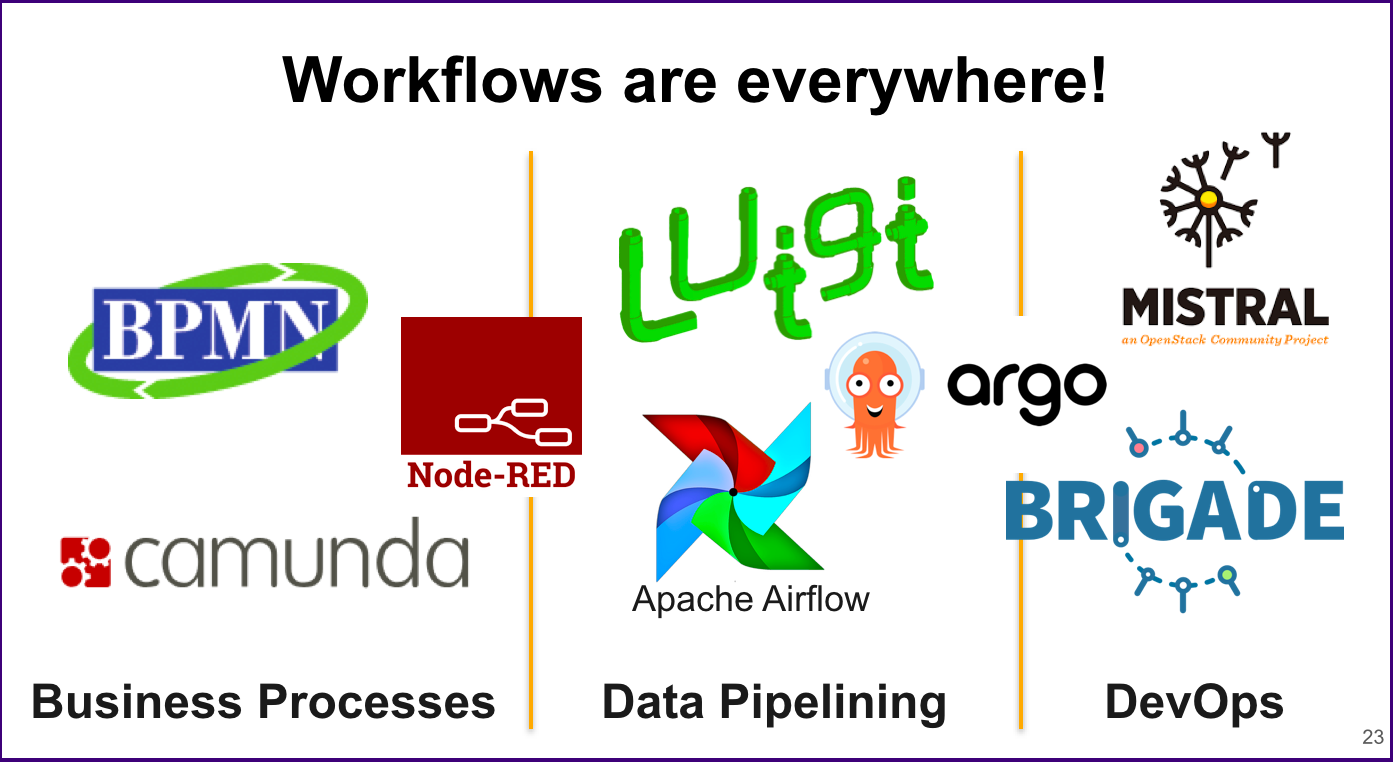 Workflows are everywhere!
BPMN
Node-RED
camunda
Business Processes
Luigi
argo
Apache Airflow
Data Pipelining
MISTRAL
an OpenStack Community Project
BRIGADE
DevOps
23